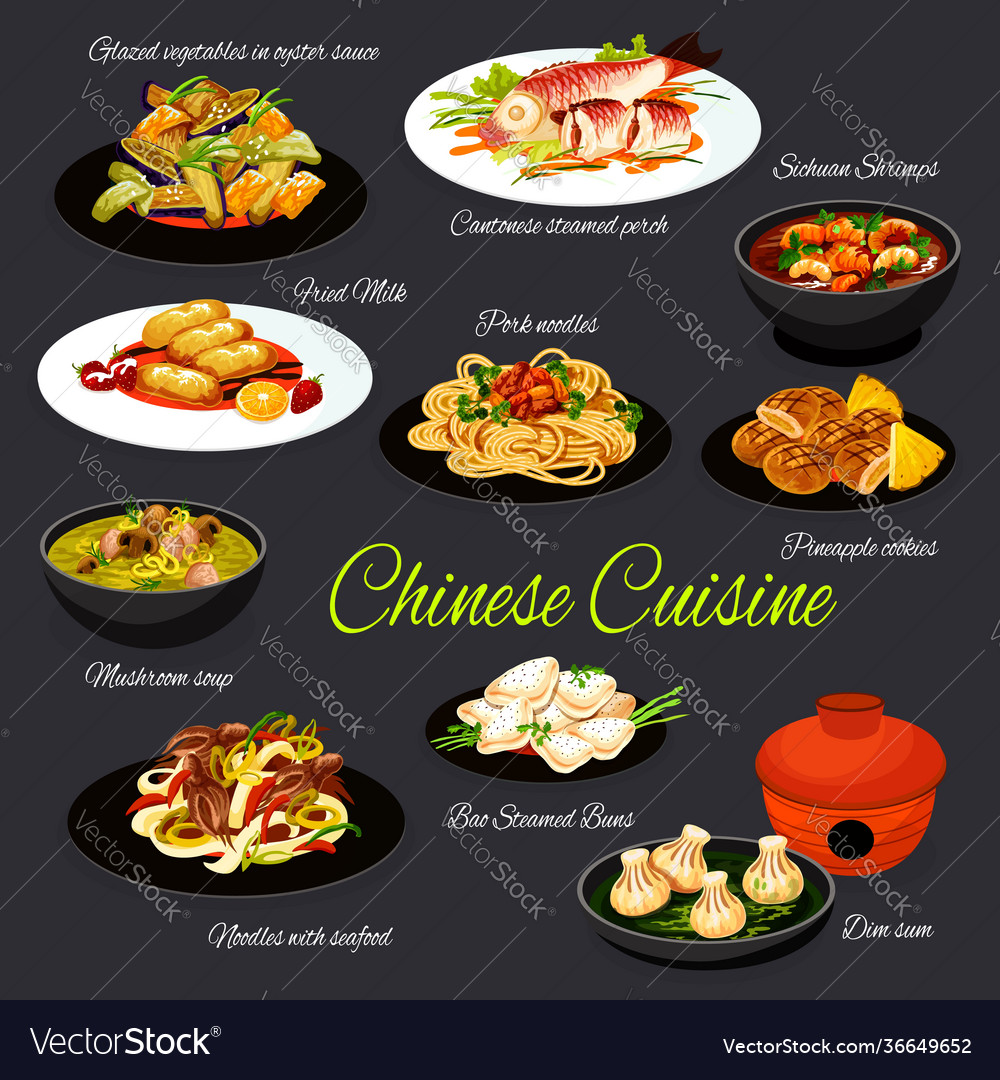 Glazed vegetables in oyster sauce
Cantonese steamed perch
Sichuan Shrimps
Fried Milk
Pork noodles
Pineapple cookies
Mushroom soup
Chinese Cuisine
Bao Steamed Buns
Noodles with seafood
Dim sum
VectorStock®
VectorStock.com/36649652